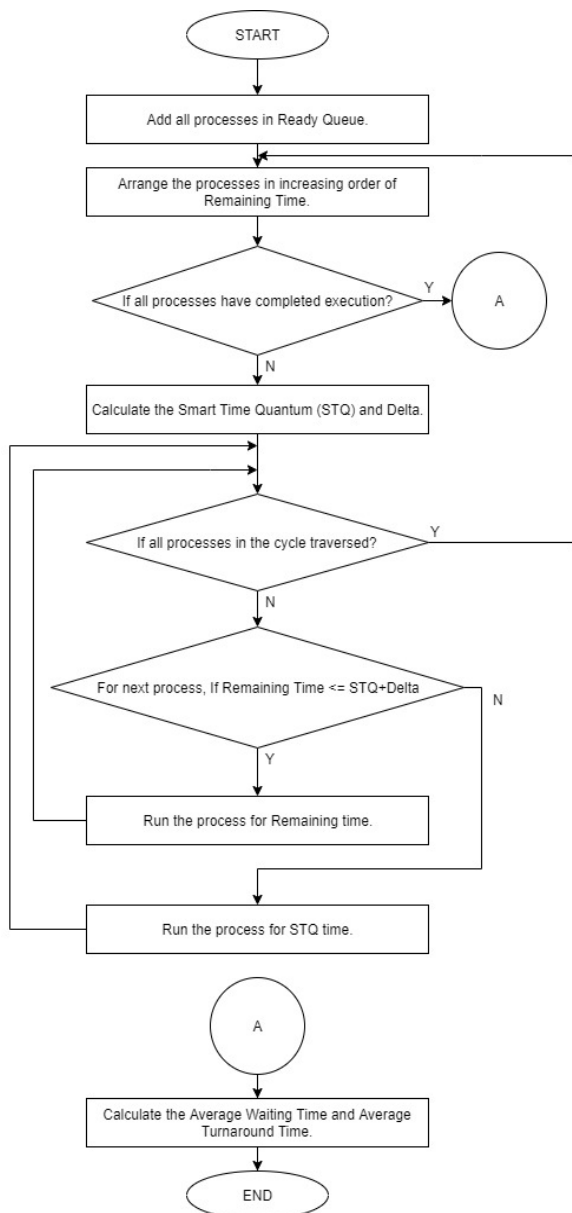 START
Add all processes in Ready Queue.
Arrange the processes in increasing order of
Remaining Time.
If all processes have completed execution?
Y
A
N
Calculate the Smart Time Quantum (STQ) and Delta.
If all processes in the cycle traversed?
Y
N
For next process, If Remaining Time <= STQ+Delta
N
Y
Run the process for Remaining time.
Run the process for STQ time.
A
Calculate the Average Waiting Time and Average
Turnaround Time.
END